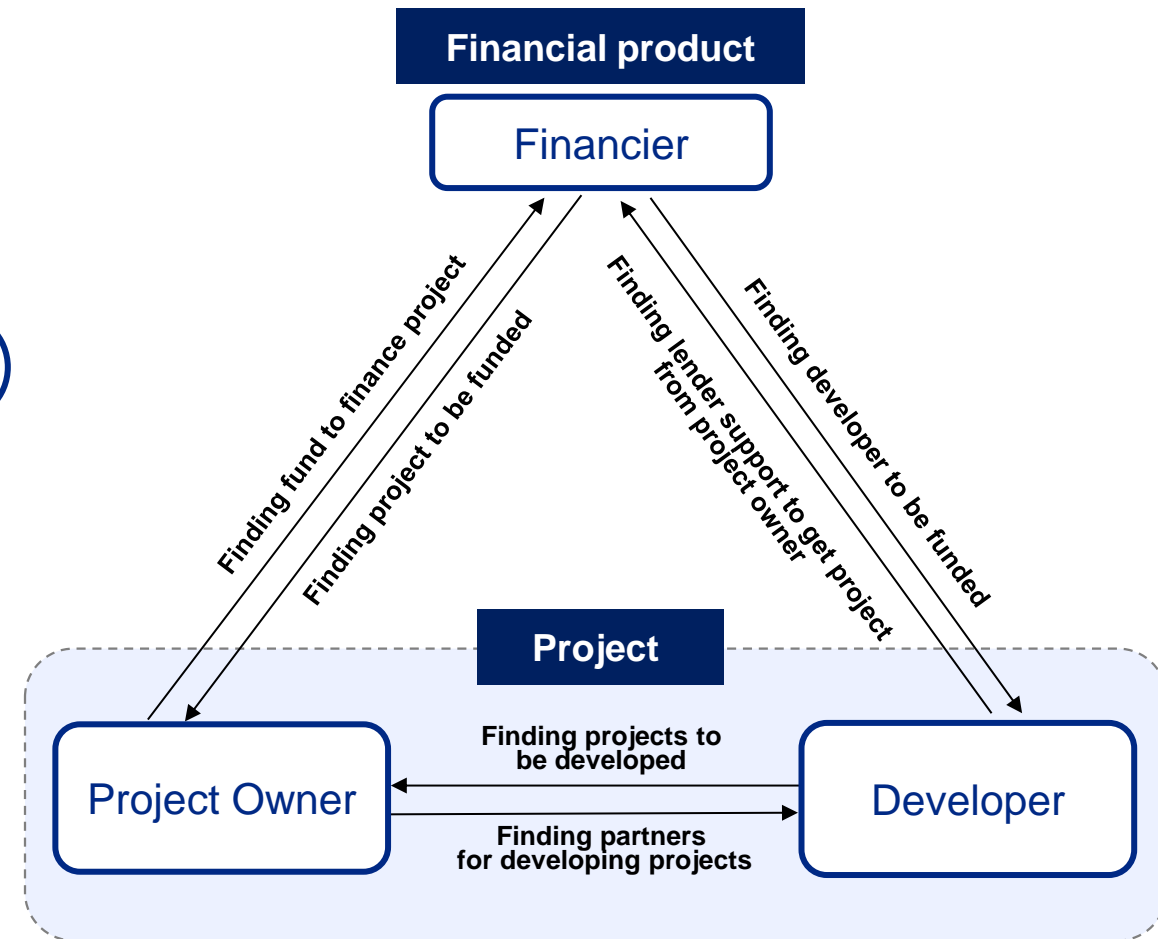 Financial product
Financier
Finding fund to finance project
Finding project to be funded
Finding lender support to get project
from project owner
Finding developer to be funded
Project
Project Owner
Finding projects to
be developed
Finding partners
for developing projects
Developer